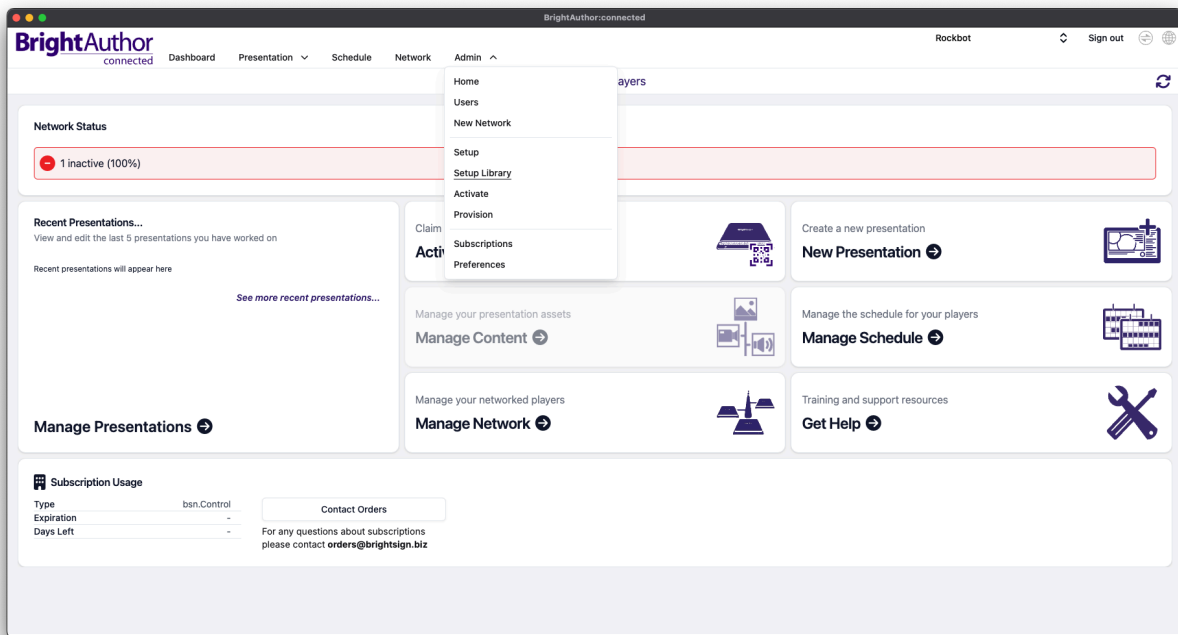 BrightAuthor:connected
BrightAuthor
connected
Dashboard
Presentation
Schedule
Network
Admin
Rockbot
Sign out
Home
Users
New Network
Setup
Setup Library
Activate
Provision
Subscriptions
Preferences
ayers
Network Status
1 inactive (100%)
Recent Presentations...
View and edit the last 5 presentations you have worked on
Recent presentations will appear here
See more recent presentations...
Manage Presentations
Claim
Activ
Create a new presentation
New Presentation
Manage your presentation assets
Manage Content
Manage the schedule for your players
Manage Schedule
Manage your networked players
Manage Network
Training and support resources
Get Help
Subscription Usage
Type bsn.Control
Expiration -
Days Left -
Contact Orders
For any questions about subscriptions
please contact orders@brightsign.biz